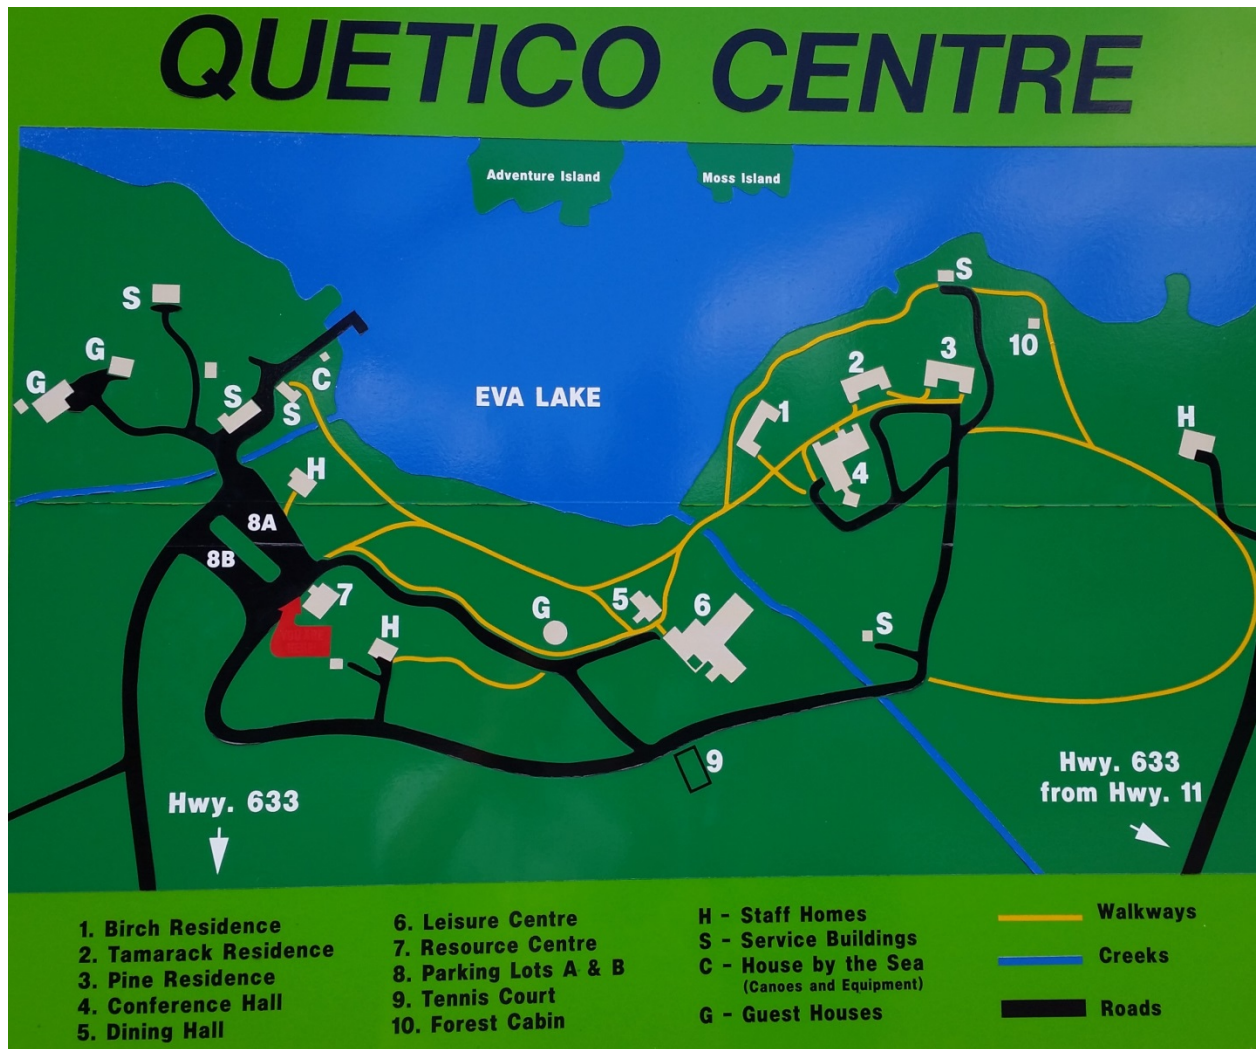 QUETICO CENTRE
Adventure Island
Moss Island
S
S
G
G
C
S
S
EVA LAKE
1
2
3
10
4
H
H
8A
8B
7
H
G
5
6
S
9
Hwy. 633
Hwy. 633
from Hwy. 11
1. Birch Residence
2. Tamarack Residence
3. Pine Residence
4. Conference Hall
5. Dining Hall
6. Leisure Centre
7. Resource Centre
8. Parking Lots A & B
9. Tennis Court
10. Forest Cabin
H - Staff Homes
S - Service Buildings
C - House by the Sea
(Canoes and Equipment)
G - Guest Houses
Walkways
Creeks
Roads